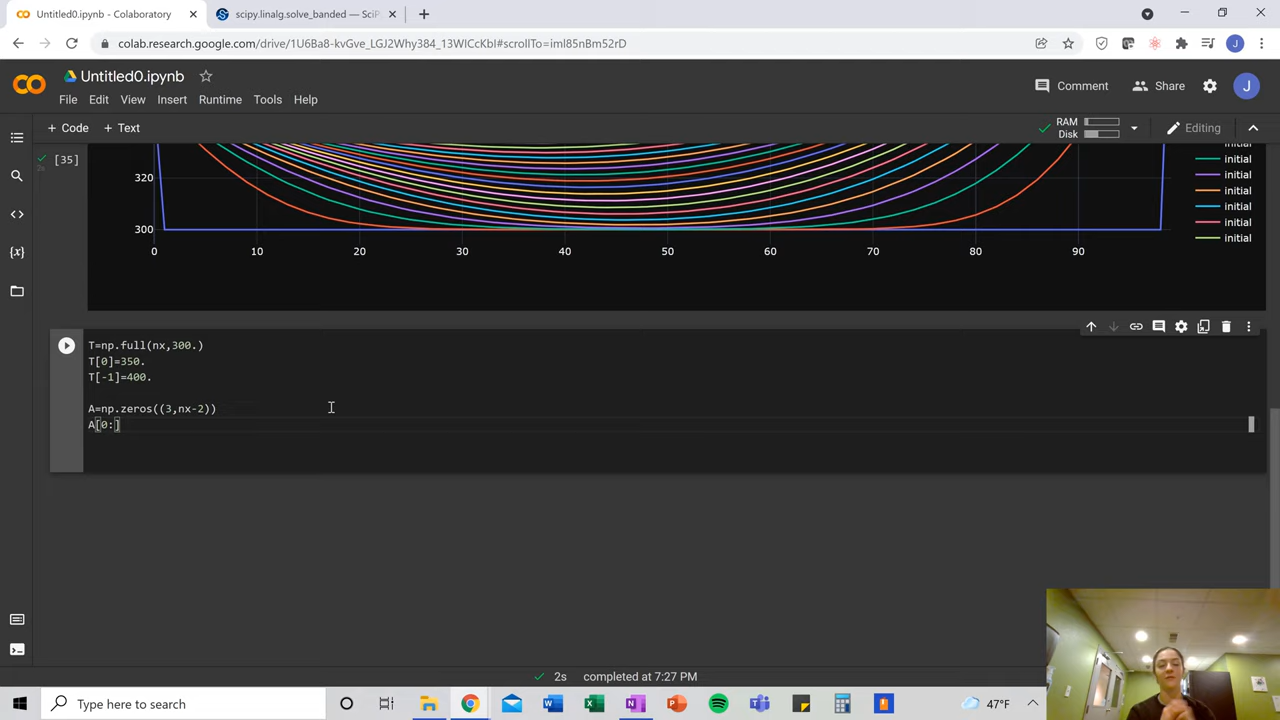 Untitled0.ipynb - Colaboratory
scipy.linalg.solve_banded — SciP
colab.research.google.com/drive/1U6Ba8-kvGve_LGJ2Why384_13WICcKbI#scrollTo=iml85nBm52rD
J
Untitled0.ipynb
Comment
Share
J
File Edit View Insert Runtime Tools Help
+ Code + Text
RAM
Disk
Editing
[35]
2s
320
300
0 10 20 30 40 50 60 70 80 90
initial
initial
initial
initial
initial
initial
initial
T=np.full(nx,300.)
T[0]=350.
T[-1]=400.
A=np.zeros((3,nx-2))
A[0:]
{x}
2s completed at 7:27 PM
Type here to search
47°F